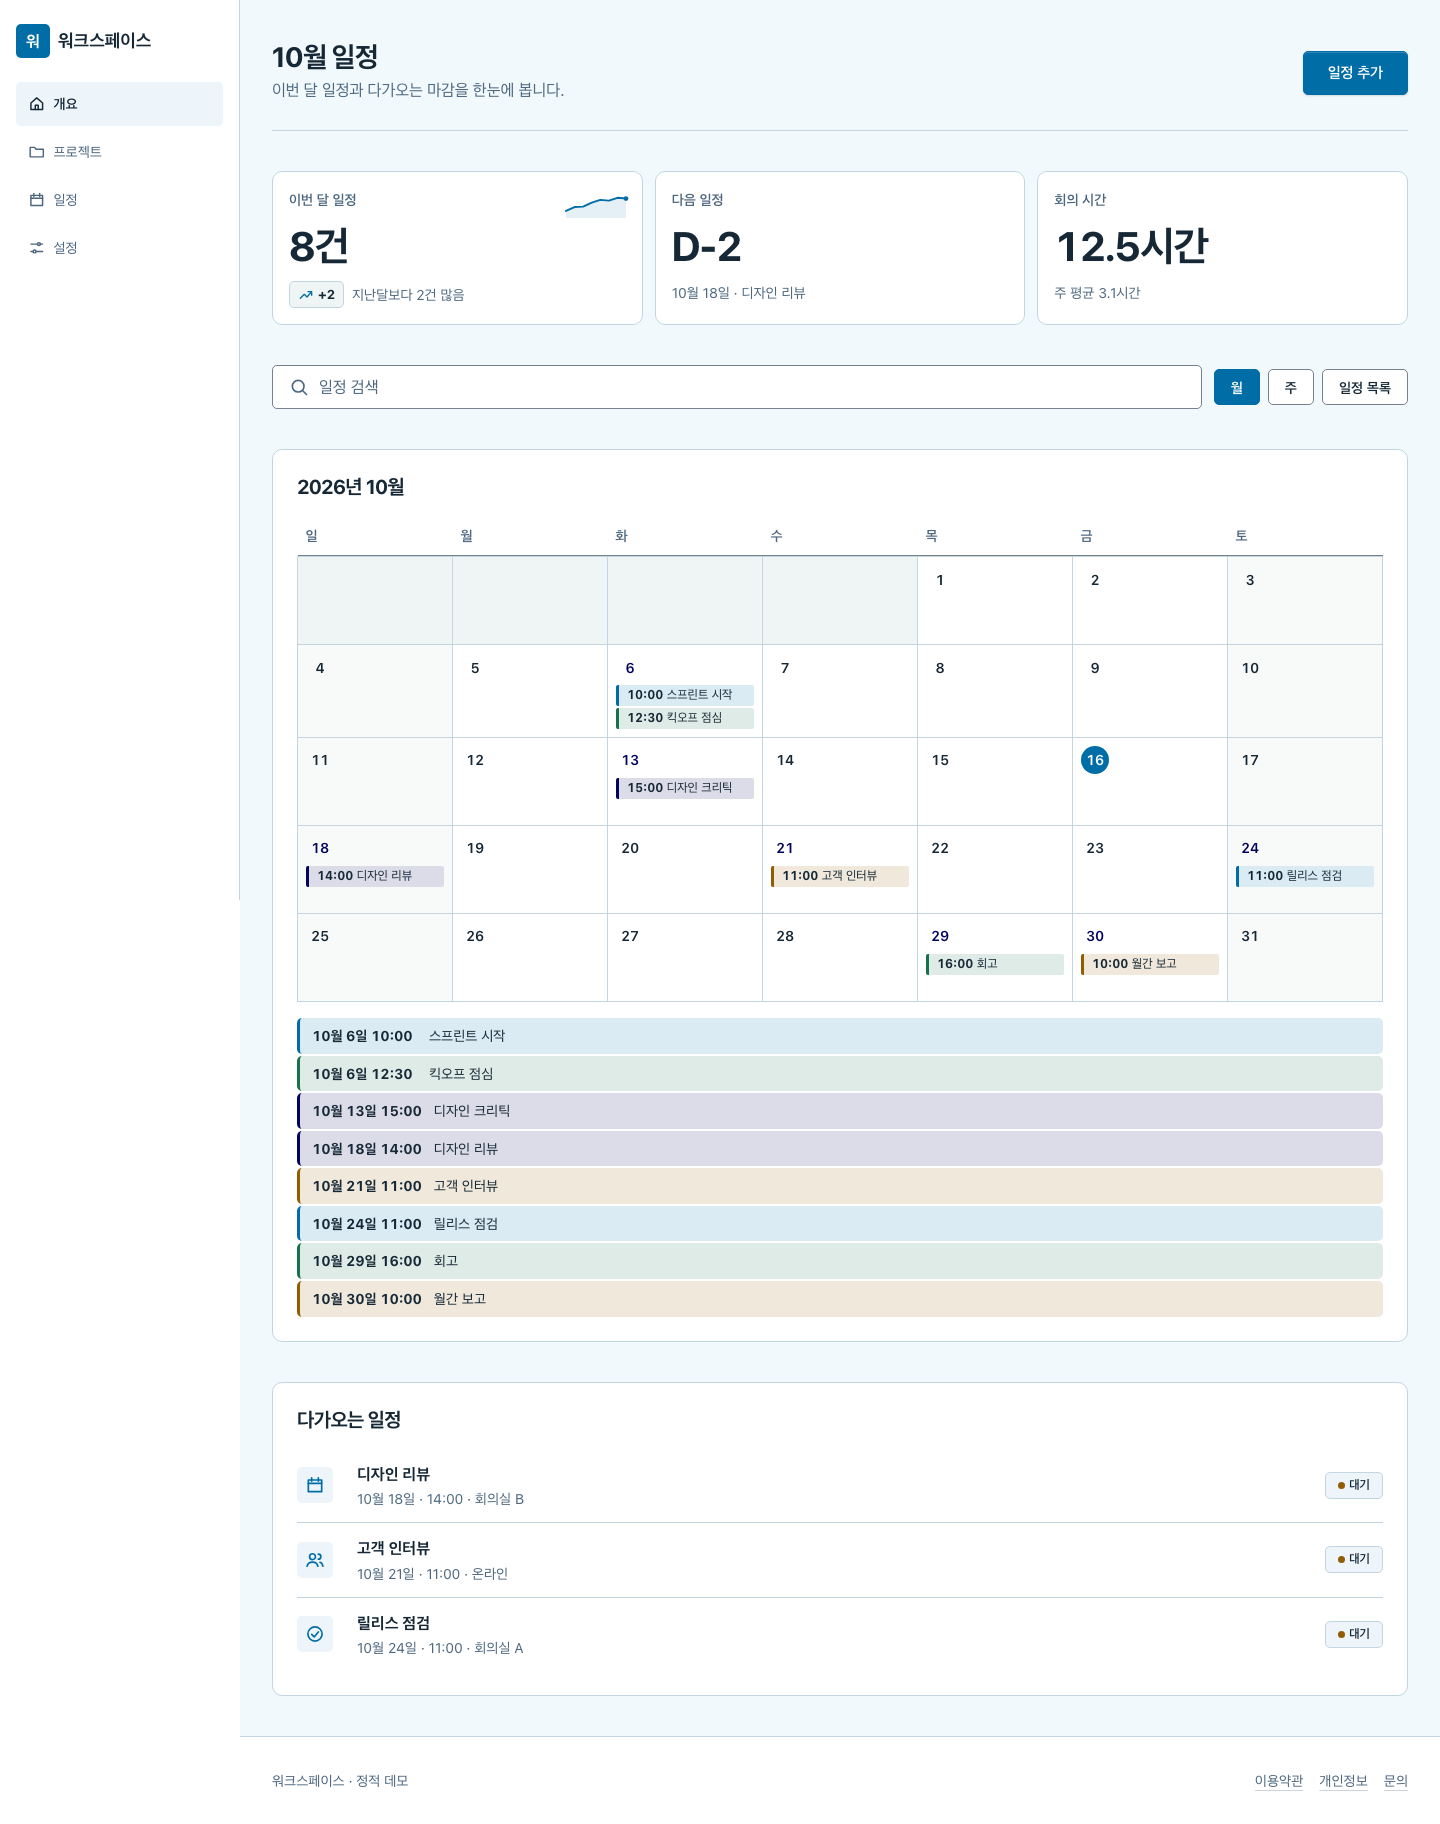 워 워크스페이스
개요
프로젝트
일정
설정
10월 일정
이번 달 일정과 다가오는 마감을 한눈에 봅니다.
일정 추가
이번 달 일정
8건
+2 지난달보다 2건 많음
다음 일정
D-2
10월 18일 · 디자인 리뷰
회의 시간
12.5시간
주 평균 3.1시간
일정 검색
월 주 일정 목록
2026년 10월
일 월 화 수 목 금 토
1 2 3
4 5 6 7 8 9 10
10:00 스프린트 시작
12:30 킥오프 점심
11 12 13 14 15 16 17
15:00 디자인 크리틱
18 19 20 21 22 23 24
14:00 디자인 리뷰 11:00 고객 인터뷰 11:00 릴리스 점검
25 26 27 28 29 30 31
16:00 회고 10:00 월간 보고
10월 6일 10:00 스프린트 시작
10월 6일 12:30 킥오프 점심
10월 13일 15:00 디자인 크리틱
10월 18일 14:00 디자인 리뷰
10월 21일 11:00 고객 인터뷰
10월 24일 11:00 릴리스 점검
10월 29일 16:00 회고
10월 30일 10:00 월간 보고
다가오는 일정
디자인 리뷰
10월 18일 · 14:00 · 회의실 B
대기
고객 인터뷰
10월 21일 · 11:00 · 온라인
대기
릴리스 점검
10월 24일 · 11:00 · 회의실 A
대기
워크스페이스 · 정적 데모
이용약관 개인정보 문의